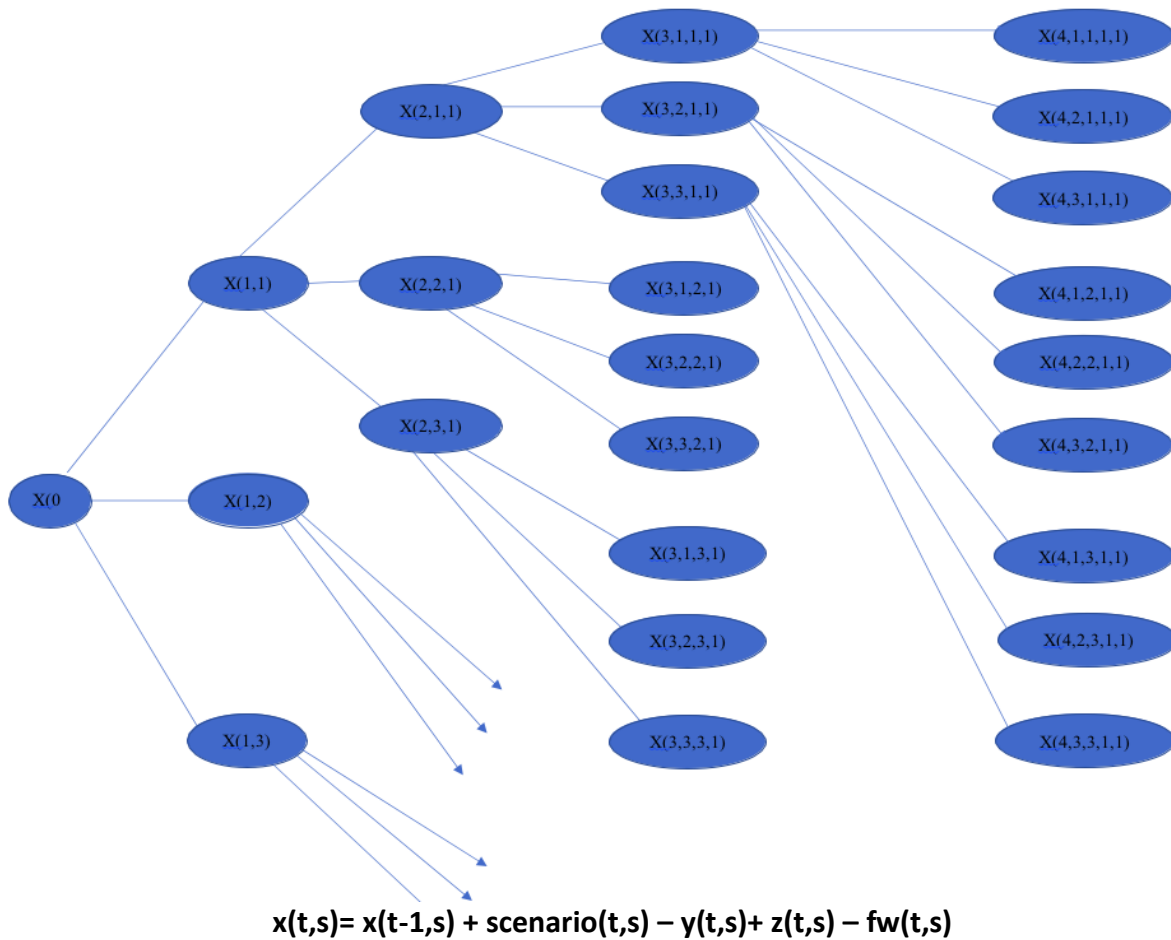 X(3,1,1,1)
X(4,1,1,1,1)
X(2,1,1)
X(3,2,1,1)
X(4,2,1,1,1)
X(3,3,1,1)
X(4,3,1,1,1)
X(1,1)
X(2,2,1)
X(3,1,2,1)
X(4,1,2,1,1)
X(3,2,2,1)
X(4,2,2,1,1)
X(2,3,1)
X(3,3,2,1)
X(4,3,2,1,1)
X(0
X(1,2)
X(3,1,3,1)
X(4,1,3,1,1)
X(3,2,3,1)
X(4,2,3,1,1)
X(1,3)
X(3,3,3,1)
X(4,3,3,1,1)
x(t,s)= x(t-1,s) + scenario(t,s) – y(t,s)+ z(t,s) – fw(t,s)